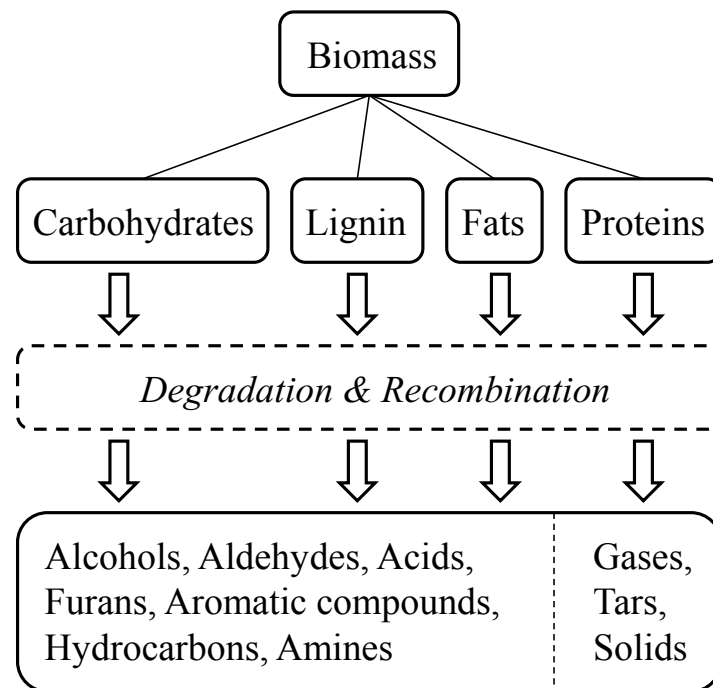 Biomass
Carbohydrates
Lignin
Fats
Proteins
Degradation & Recombination
Alcohols, Aldehydes, Acids,
Furans, Aromatic compounds,
Hydrocarbons, Amines
Gases,
Tars,
Solids